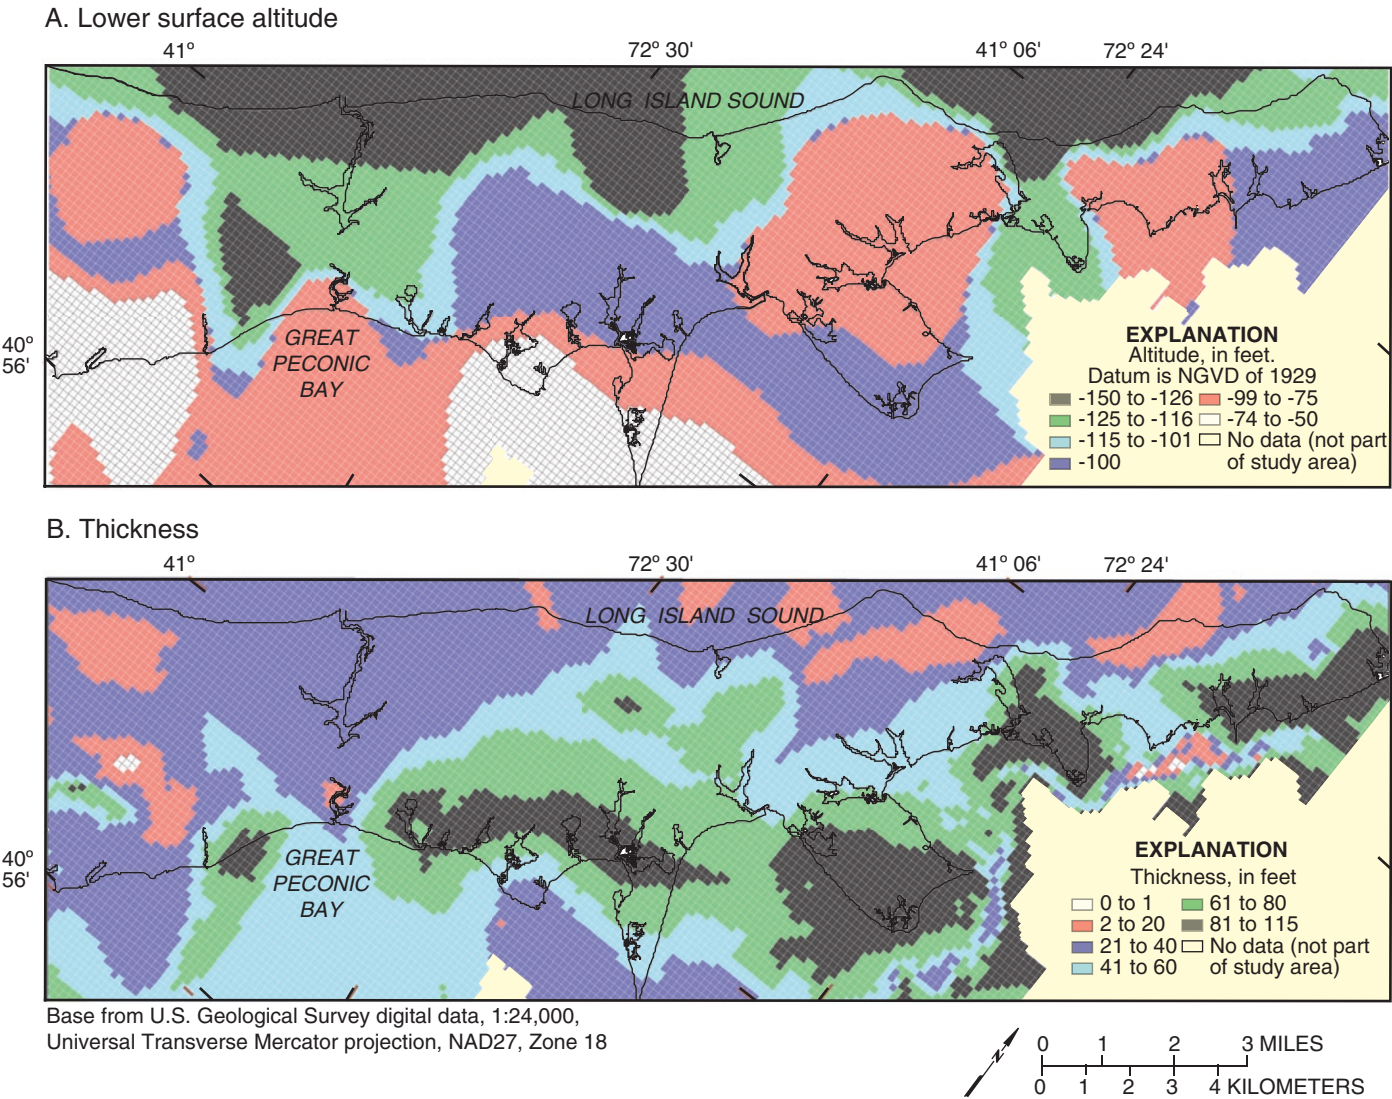 A. Lower surface altitude
41° 72° 30' 41° 06' 72° 24'
LONG ISLAND SOUND
40°
56'
GREAT
PECONIC
BAY
EXPLANATION
Altitude, in feet.
Datum is NGVD of 1929
-150 to -126 -99 to -75
-125 to -116 -74 to -50
-115 to -101 No data (not part
-100 of study area)
B. Thickness
41° 72° 30' 41° 06' 72° 24'
LONG ISLAND SOUND
40°
56'
GREAT
PECONIC
BAY
EXPLANATION
Thickness, in feet
0 to 1 61 to 80
2 to 20 81 to 115
21 to 40 No data (not part
41 to 60 of study area)
Base from U.S. Geological Survey digital data, 1:24,000,
Universal Transverse Mercator projection, NAD27, Zone 18
N
0 1 2 3 MILES
0 1 2 3 4 KILOMETERS